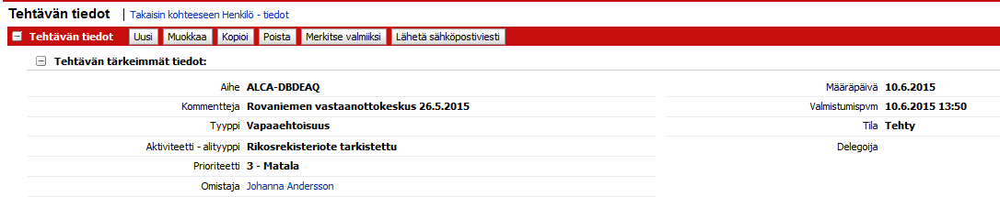 Tehtävän tiedot | Takaisin kohteeseen Henkilö - tiedot
Tehtävän tiedot Uusi Muokkaa Kopioi Poista Merkitse valmiiksi Lähetä sähköpostiviesti
Tehtävän tärkeimmät tiedot:
Aihe ALCA-DBDEAQ Määräpäivä 10.6.2015
Kommentteja Rovaniemen vastaanottokeskus 26.5.2015 Valmistumispvm 10.6.2015 13:50
Tyyppi Vapaaehtoisuus Tila Tehty
Aktiviteetti - alityyppi Rikosrekisteriote tarkistettu Delegoija
Prioriteetti 3 - Matala
Omistaja Johanna Andersson